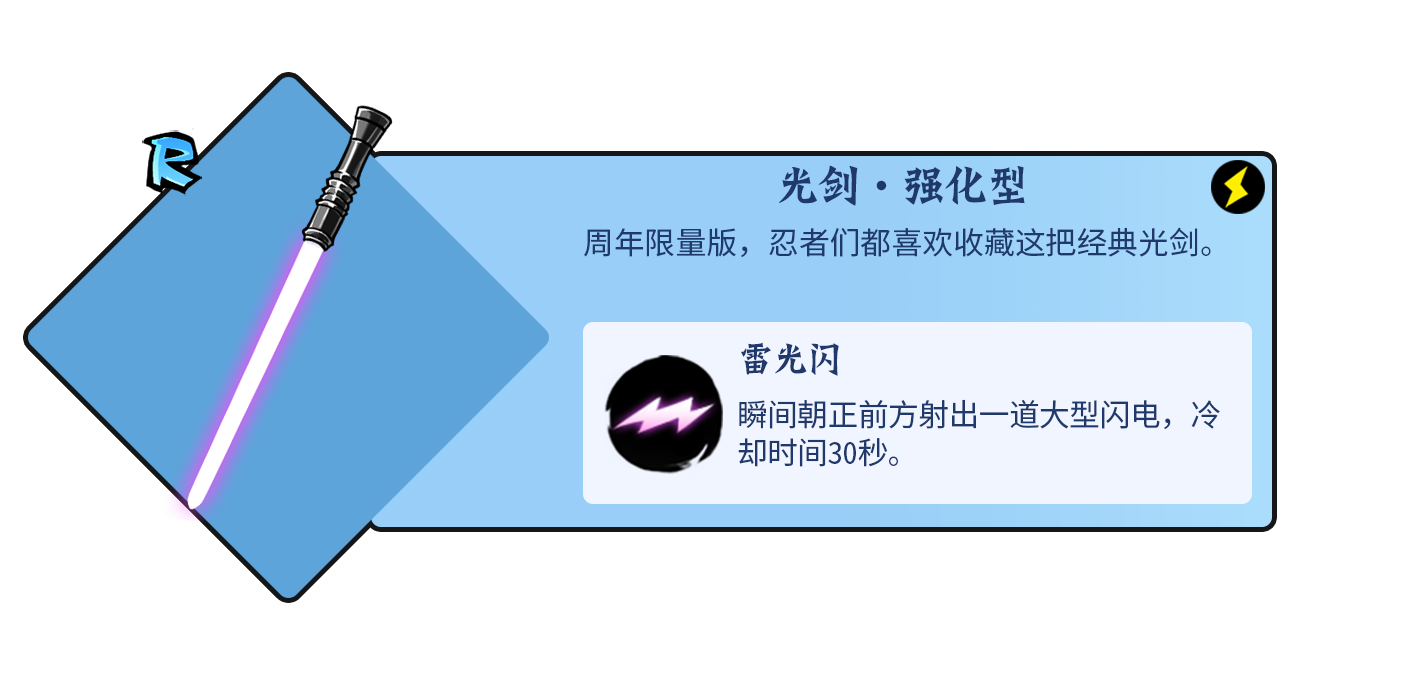 R
光剑·强化型
周年限量版，忍者们都喜欢收藏这把经典光剑。
雷光闪
瞬间朝正前方射出一道大型闪电，冷
却时间30秒。